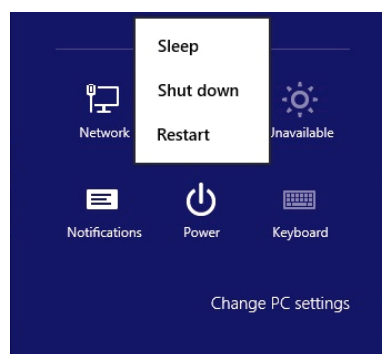 Sleep
Shut down
Restart
Network
Unavailable
Notifications
Power
Keyboard
Change PC settings